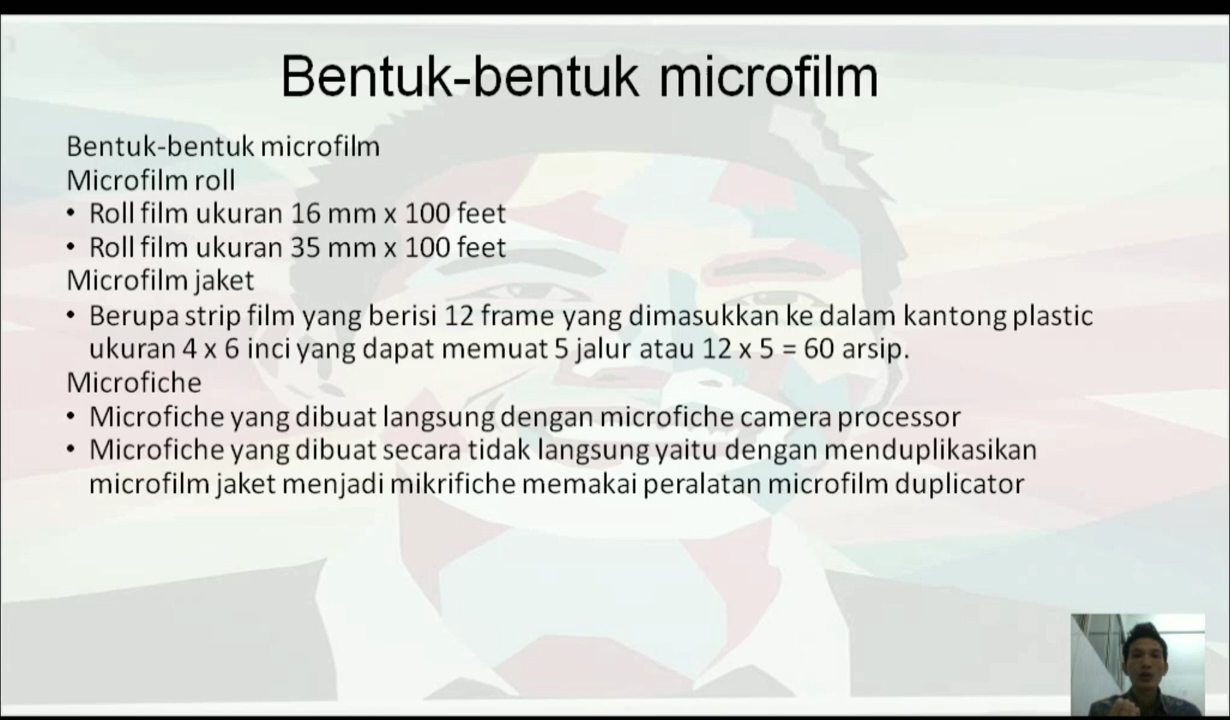 Bentuk-bentuk microfilm
Bentuk-bentuk microfilm
Microfilm roll
• Roll film ukuran 16 mm x 100 feet
• Roll film ukuran 35 mm x 100 feet
Microfilm jaket
• Berupa strip film yang berisi 12 frame yang dimasukkan ke dalam kantong plastic
ukuran 4 x 6 inci yang dapat memuat 5 jalur atau 12 x 5 = 60 arsip.
Microfiche
• Microfiche yang dibuat langsung dengan microfiche camera processor
• Microfiche yang dibuat secara tidak langsung yaitu dengan menduplikasikan
microfilm jaket menjadi mikrifiche memakai peralatan microfilm duplicator